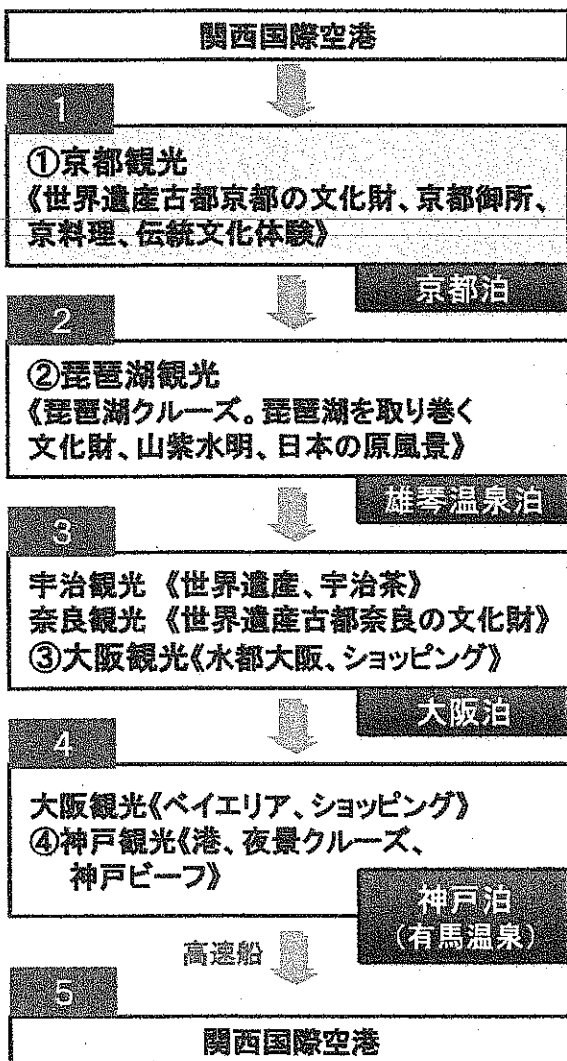 関西国際空港
1
①京都観光
《世界遺産古都京都の文化財、京都御所、
京料理、伝統文化体験》
京都泊
2
②琵琶湖観光
《琵琶湖クルーズ。琵琶湖を取り巻く
文化財、山紫水明、日本の原風景》
雄琴温泉泊
3
宇治観光 《世界遺産、宇治茶》
奈良観光 《世界遺産古都奈良の文化財》
③大阪観光《水都大阪、ショッピング》
大阪泊
4
大阪観光《ベイエリア、ショッピング》
④神戸観光《港、夜景クルーズ、
神戸ビーフ》
神戸泊
(有馬温泉)
高速船
5
関西国際空港